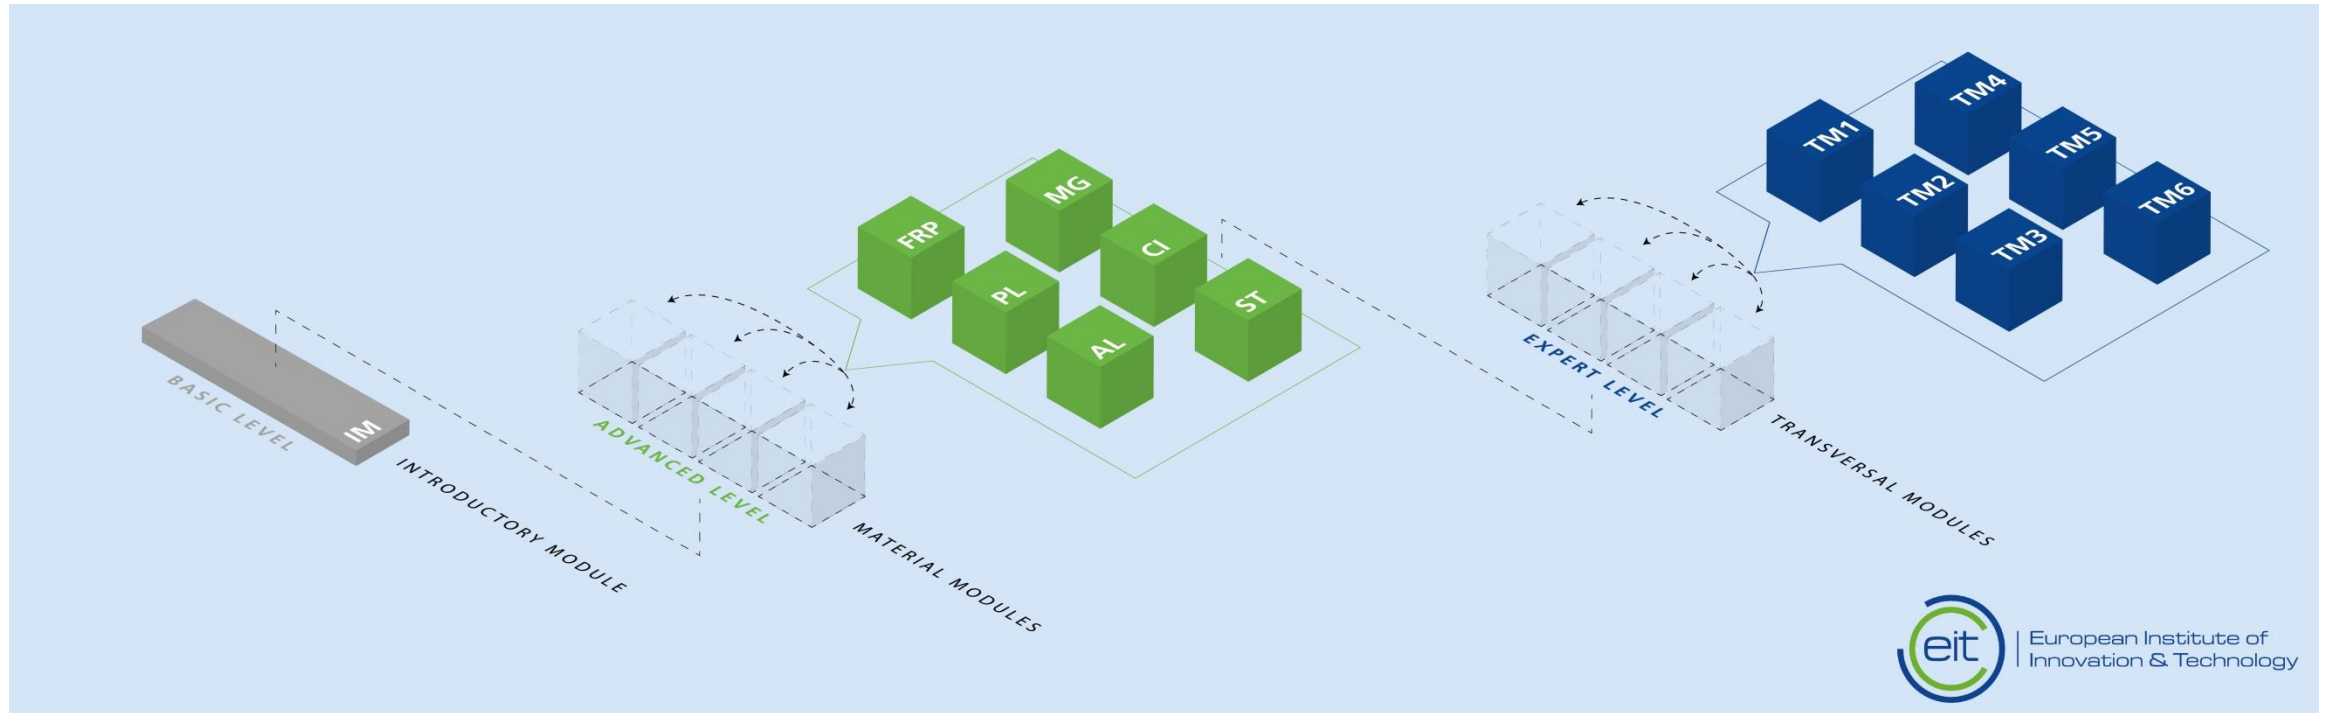 IM
BASIC LEVEL
INTRODUCTORY MODULE
ADVANCED LEVEL
MATERIAL MODULES
FRP
MG
PL
CI
AL
ST
EXPERT LEVEL
TRANSVERSAL MODULES
TM1
TM4
TM2
TM5
TM3
TM6
eit
European Institute of
Innovation & Technology